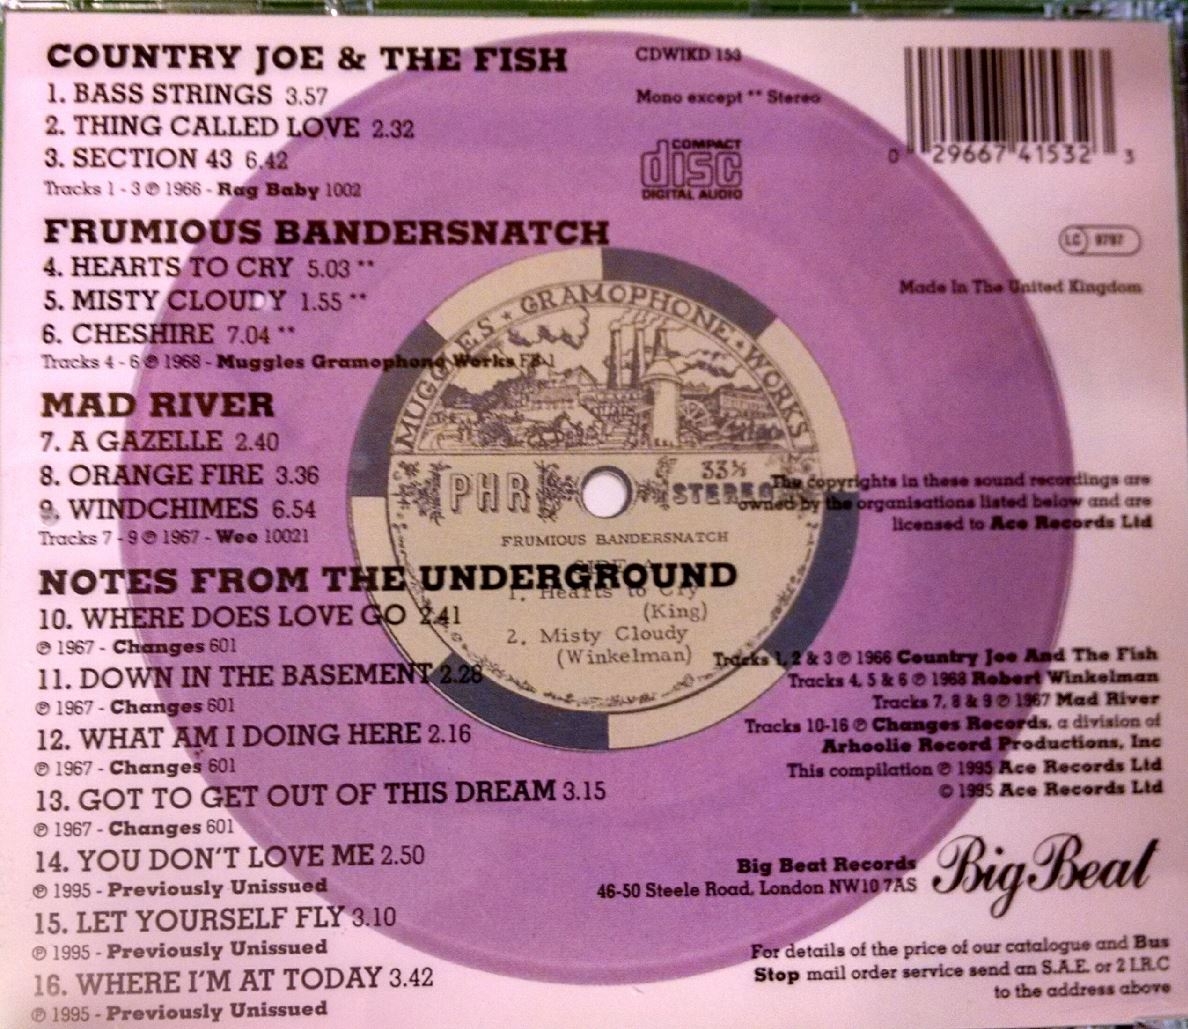 COUNTRY JOE & THE FISH
1. BASS STRINGS 3.57
2. THING CALLED LOVE 2.32
3. SECTION 43 6.42
Tracks 1 - 3 ℗ 1966 - Rag Baby 1002
FRUMIOUS BANDERSNATCH
4. HEARTS TO CRY 5.03 **
5. MISTY CLOUDY 1.55 **
6. CHESHIRE 7.04 **
Tracks 4 - 6 ℗ 1968 - Muggles Gramophone Works
MAD RIVER
7. A GAZELLE 2.40
8. ORANGE FIRE 3.36
9. WINDCHIMES 6.54
Tracks 7 - 9 ℗ 1967 - Wee 10021
NOTES FROM THE UNDERGROUND
10. WHERE DOES LOVE GO 2.41
℗ 1967 - Changes 601
11. DOWN IN THE BASEMENT 2.28
℗ 1967 - Changes 601
12. WHAT AM I DOING HERE 2.16
℗ 1967 - Changes 601
13. GOT TO GET OUT OF THIS DREAM 3.15
℗ 1967 - Changes 601
14. YOU DON'T LOVE ME 2.50
℗ 1995 - Previously Unissued
15. LET YOURSELF FLY 3.10
℗ 1995 - Previously Unissued
16. WHERE I'M AT TODAY 3.42
℗ 1995 - Previously Unissued
CDWIKD 153
Mono except ** Stereo
COMPACT
disc
DIGITAL AUDIO
0 29667 41532 3
LC 9797
Made In The United Kingdom
MUGGLES ★ GRAMOPHONE ★ WORKS
33⅓
STEREO
FRUMIOUS BANDERSNATCH
SIDE A
1. Hearts to Cry
(King)
2. Misty Cloudy
(Winkelman)
The copyrights in these sound recordings are
owned by the organisations listed below and are
licensed to Ace Records Ltd
Tracks 1, 2 & 3 ℗ 1966 Country Joe And The Fish
Tracks 4, 5 & 6 ℗ 1968 Robert Winkelman
Tracks 7, 8 & 9 ℗ 1967 Mad River
Tracks 10-16 ℗ Changes Records, a division of
Arhoolie Record Productions, Inc
This compilation ℗ 1995 Ace Records Ltd
© 1995 Ace Records Ltd
Big Beat Records
46-50 Steele Road, London NW10 7AS
Big Beat
For details of the price of our catalogue and Bus
Stop mail order service send an S.A.E. or 2 I.R.C
to the address above